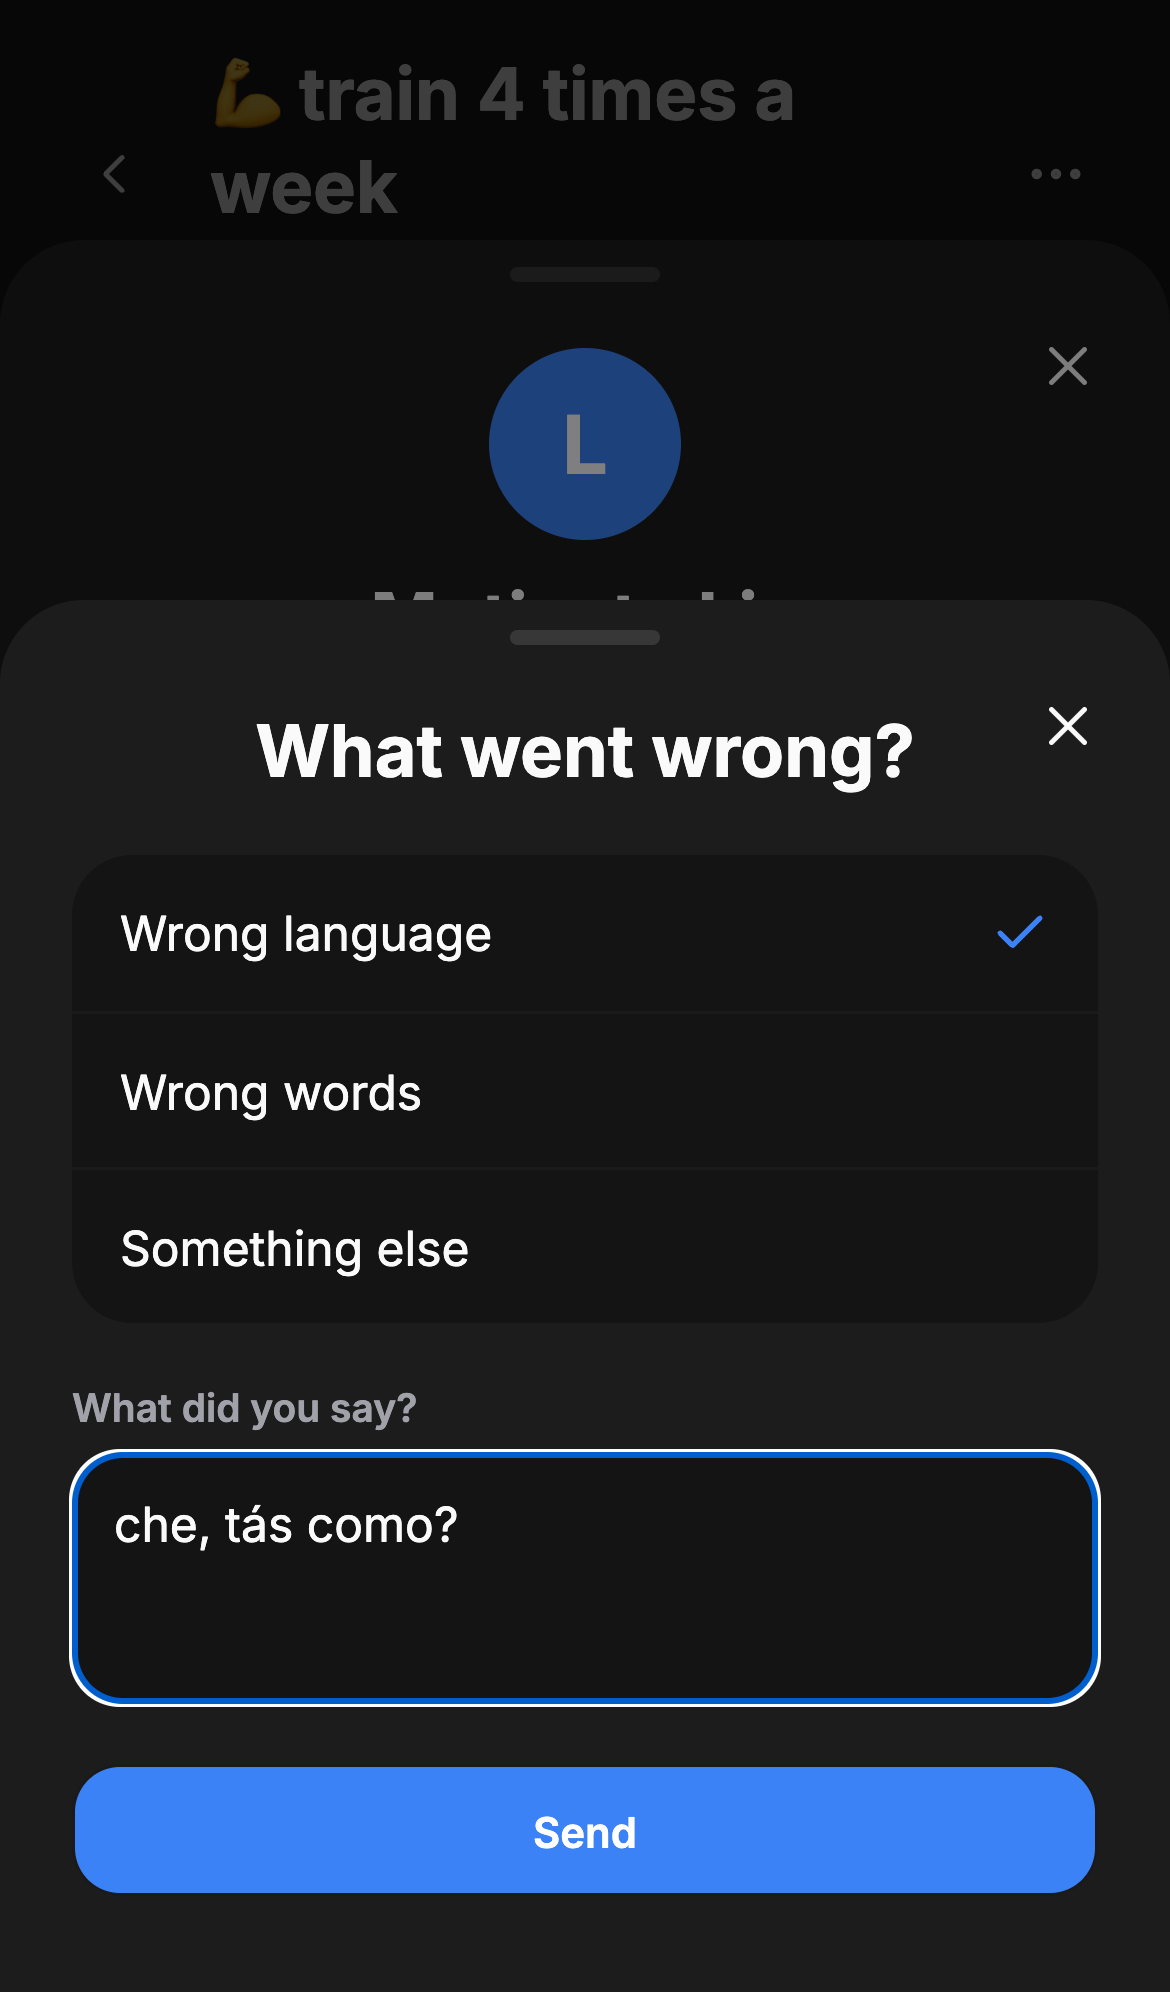 💪 train 4 times a
week
L
What went wrong?
Wrong language
Wrong words
Something else
What did you say?
che, tás como?
Send